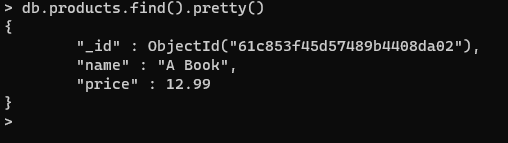 > db.products.find().pretty()
{
        "_id" : ObjectId("61c853f45d57489b4408da02"),
        "name" : "A Book",
        "price" : 12.99
}
>